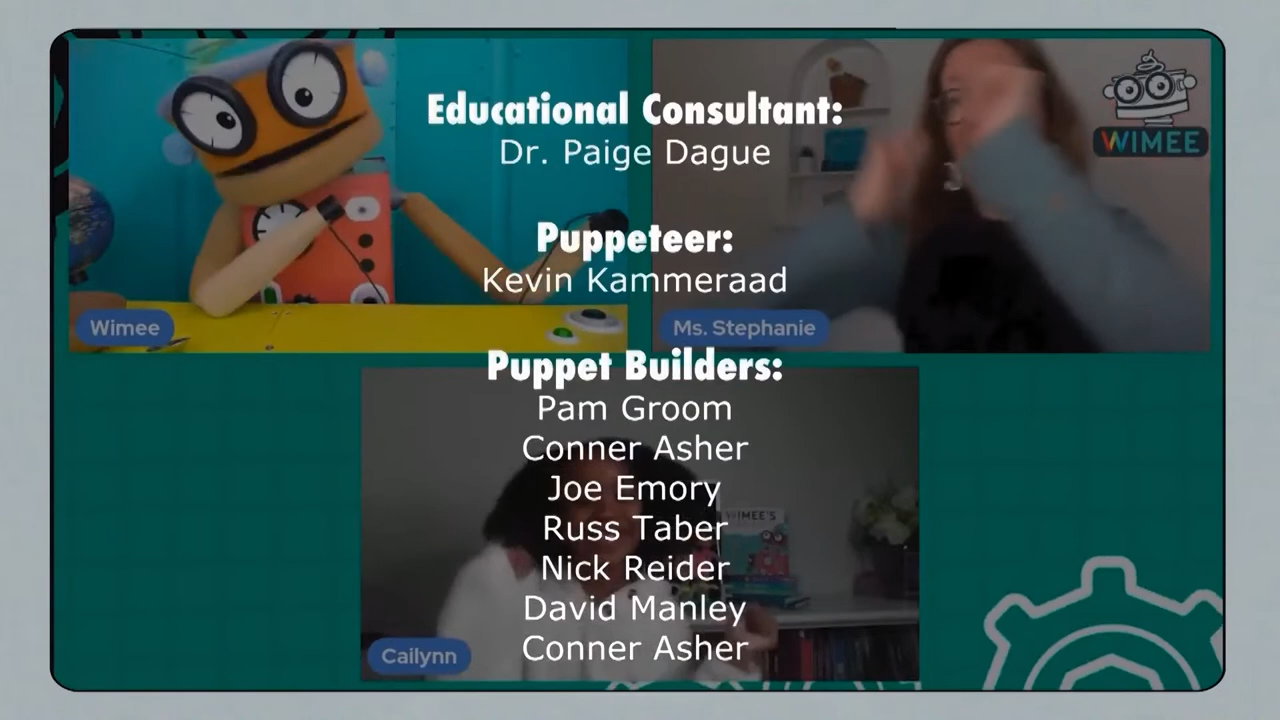 Educational Consultant:
Dr. Paige Dague
WIMEE
Puppeteer:
Kevin Kammeraad
Wimee
Ms. Stephanie
Puppet Builders:
Pam Groom
Conner Asher
Joe Emory
WIMEE'S
Russ Taber
Nick Reider
David Manley
Conner Asher
Cailynn